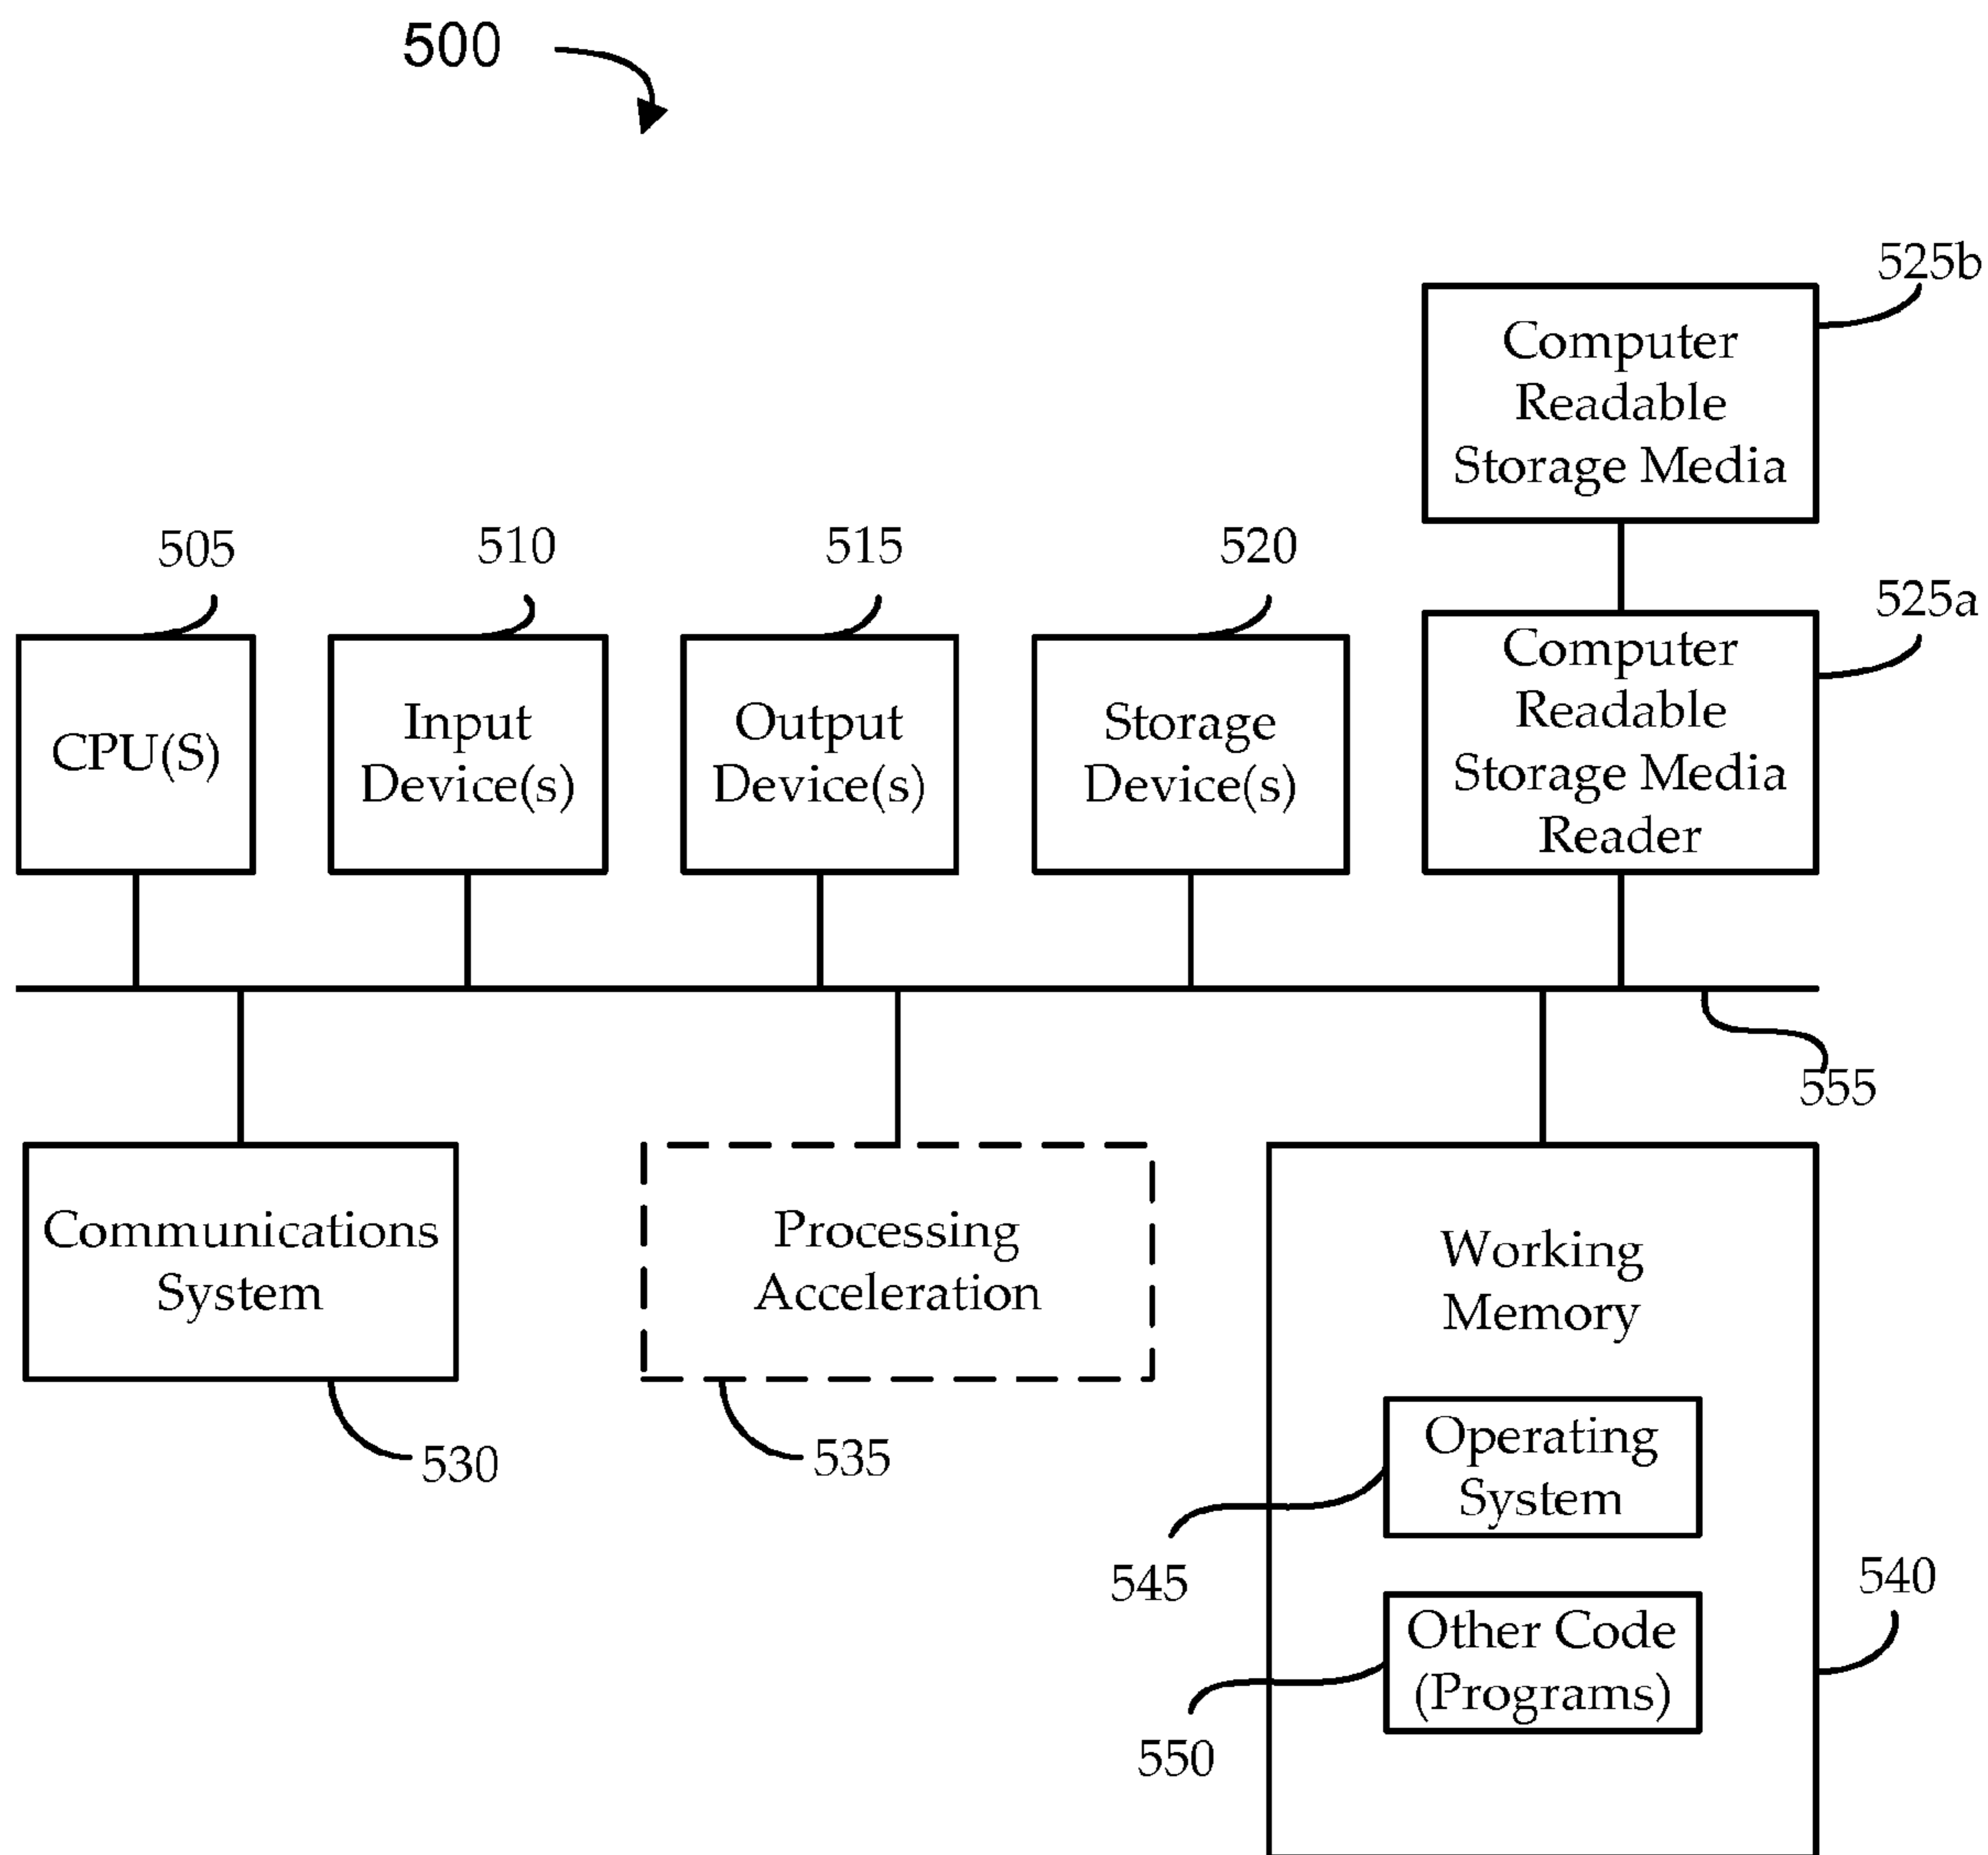 500
525b
Computer
Readable
Storage Media
505
510
515
520
525a
CPU(S)
Input
Device(s)
Output
Device(s)
Storage
Device(s)
Computer
Readable
Storage Media
Reader
555
Communications
System
Processing
Acceleration
Working
Memory
530
535
Operating
System
545
540
Other Code
(Programs)
550